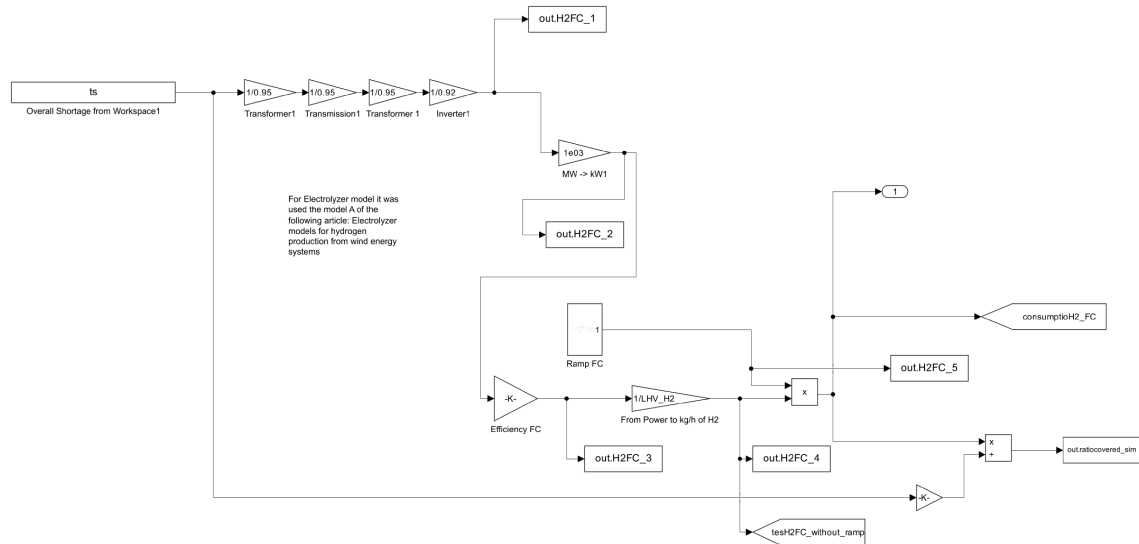 out.H2FC_1
ts
Overall Shortage from Workspace1
1/0.95
Transformer1
1/0.95
Transmission1
1/0.95
Transformer 1
1/0.92
Inverter1
1e03
MW -> kW1
For Electrolyzer model it was
used the model A of the
following article: Electrolyzer
models for hydrogen
production from wind energy
systems
out.H2FC_2
1
consumptioH2_FC
1
Ramp FC
out.H2FC_5
x
-K-
Efficiency FC
1/LHV_H2
From Power to kg/h of H2
out.H2FC_3
out.H2FC_4
x
÷
out.ratiocovered_sim
-K-
tesH2FC_without_ramp